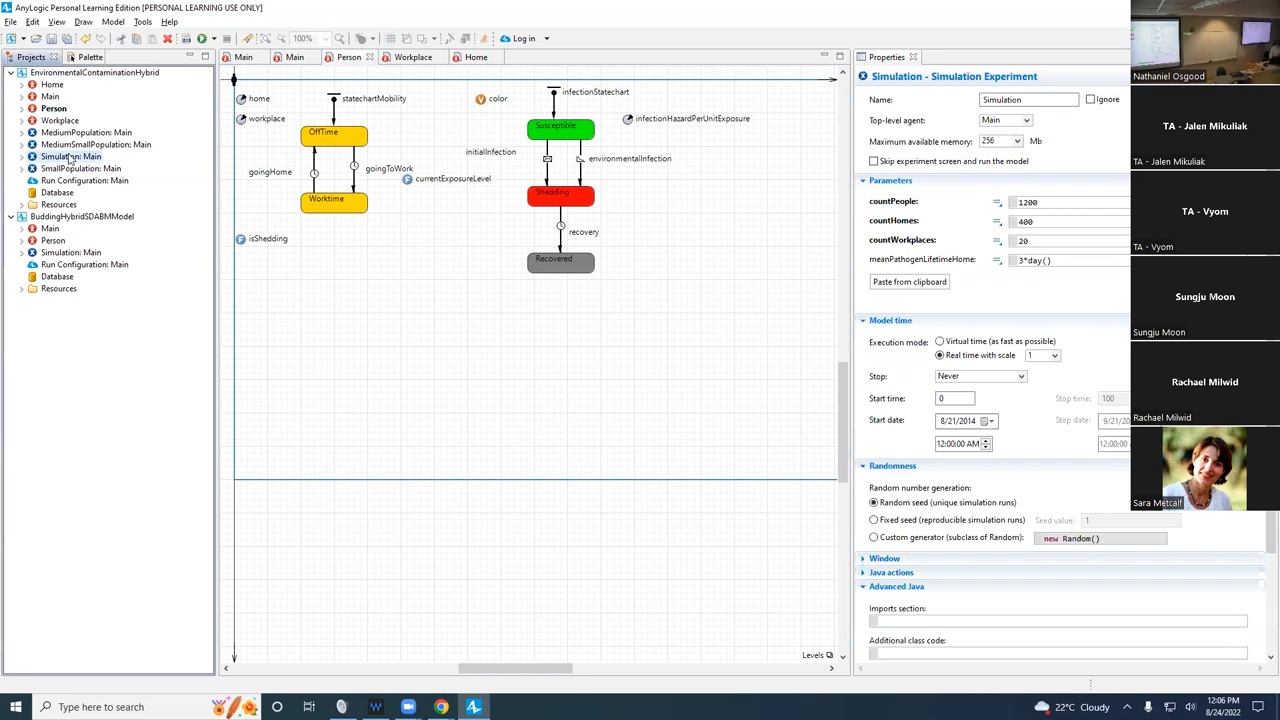 AnyLogic Personal Learning Edition [PERSONAL LEARNING USE ONLY]
File Edit View Draw Model Tools Help
100% Log in
Projects Palette
Main Main Person Workplace Home
Properties
EnvironmentalContaminationHybrid
Home
Main
Person
Workplace
MediumPopulation: Main
MediumSmallPopulation: Main
Simulation: Main
SmallPopulation: Main
Run Configuration: Main
Database
Resources
BuddingHybridSDABMModel
Main
Person
Simulation: Main
Run Configuration: Main
Database
Resources
home
workplace
statechartMobility
OffTime
goingHome
goingToWork
Worktime
currentExposureLevel
isShedding
color
infectionStatechart
Susceptible
infectionHazardPerUnitExposure
initialInfection
environmentalInfection
Shedding
recovery
Recovered
Levels
Simulation - Simulation Experiment
Name: Simulation Ignore
Top-level agent: Main
Maximum available memory: 256 Mb
Skip experiment screen and run the model
Parameters
countPeople: 1200
countHomes: 400
countWorkplaces: 20
meanPathogenLifetimeHome: 3*day()
Paste from clipboard
Model time
Execution mode: Virtual time (as fast as possible)
Real time with scale 1
Stop: Never
Start time: 0 Stop time: 100
Start date: 8/21/2014 Stop date: 9/21/201
12:00:00 AM 12:00:00
Randomness
Random number generation:
Random seed (unique simulation runs)
Fixed seed (reproducible simulation runs) Seed value: 1
Custom generator (subclass of Random): new Random()
Window
Java actions
Advanced Java
Imports section:
Additional class code:
Nathaniel Osgood
TA - Jalen Mikuliak
TA - Jalen Mikuliak
TA - Vyom
TA - Vyom
Sungju Moon
Sungju Moon
Rachael Milwid
Rachael Milwid
Sara Metcalf
Type here to search
22°C Cloudy
12:06 PM
8/24/2022